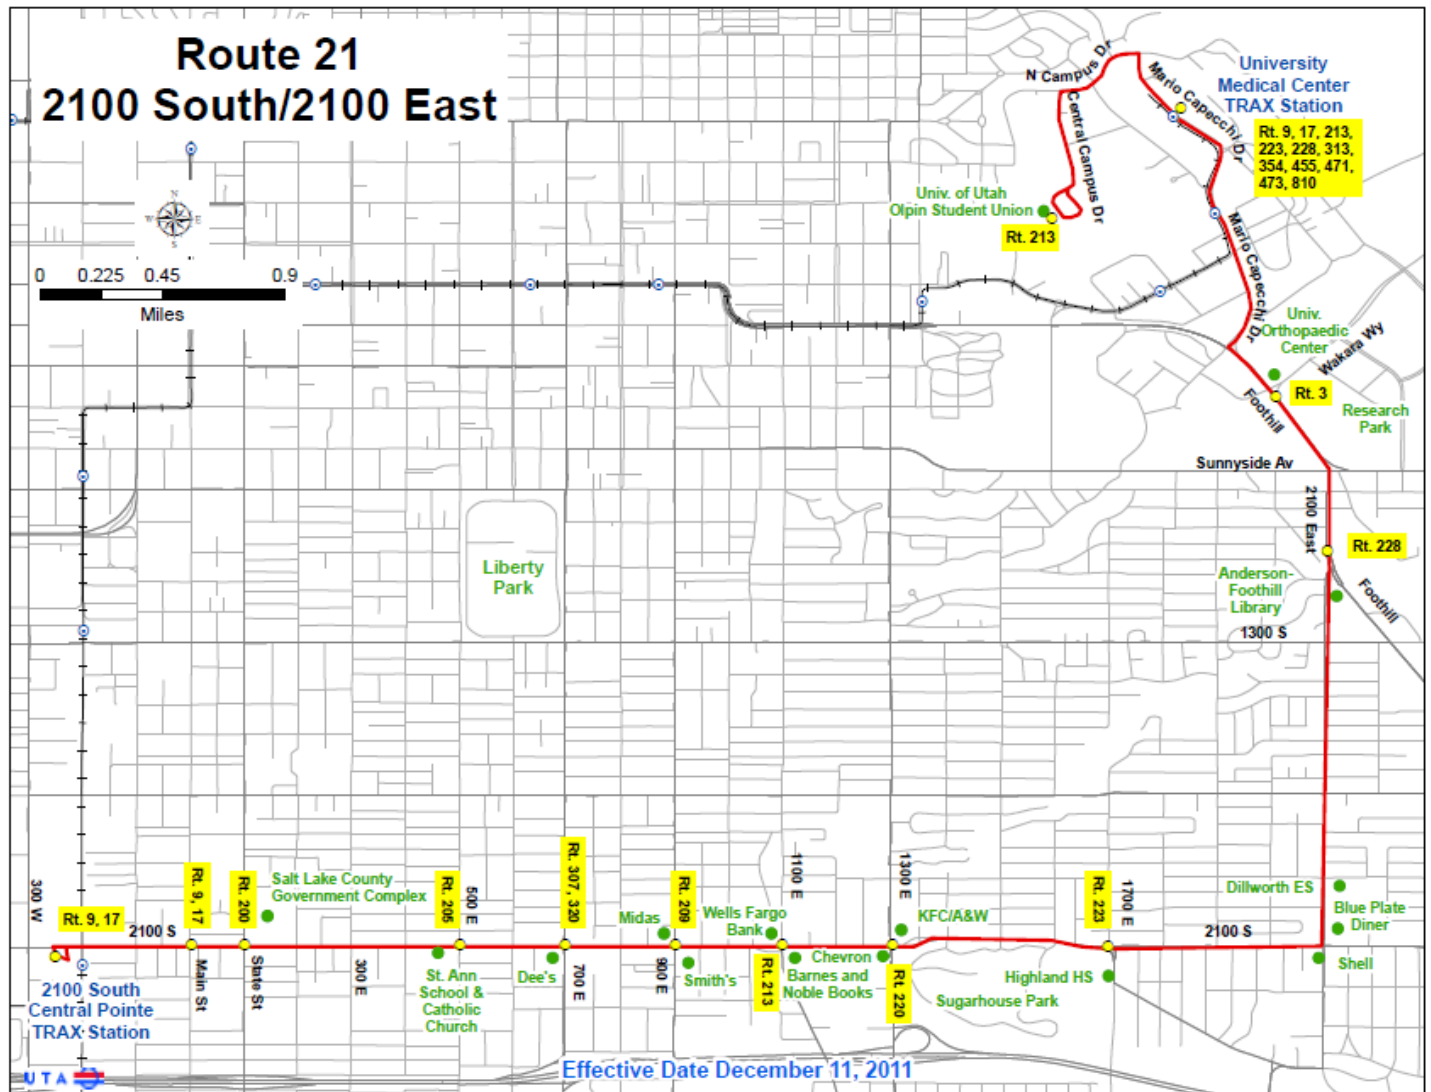 Route 21
2100 South/2100 East
N
W
E
S
0
0.225
0.45
0.9
Miles
N Campus Dr
Central Campus Dr
Mario Capecchi Dr
University
Medical Center
TRAX Station
Rt. 9, 17, 213,
223, 228, 313,
354, 455, 471,
473, 810
Univ. of Utah
Olpin Student Union
Rt. 213
Mario Capecchi Dr
Univ.
Orthopaedic
Center
Wakara Wy
Rt. 3
Foothill
Research
Park
Sunnyside Av
2100 East
Rt. 228
Anderson-
Foothill
Library
Foothill
1300 S
Liberty
Park
300 W
Rt. 9, 17
2100 S
Rt. 9, 17
Rt. 200
Salt Lake County
Government Complex
Rt. 205
500 E
Rt. 307, 320
Midas
Rt. 209
Wells Fargo
Bank
1100 E
1300 E
KFC/A&W
Rt. 223
1700 E
2100 S
Dillworth ES
Blue Plate
Diner
Shell
2100 South
Central Pointe
TRAX Station
Main St
State St
300 E
St. Ann
School &
Catholic
Church
Dee's
700 E
900 E
Smith's
Rt. 213
Chevron
Barnes and
Noble Books
Rt. 220
Highland HS
Sugarhouse Park
UTA
Effective Date December 11, 2011